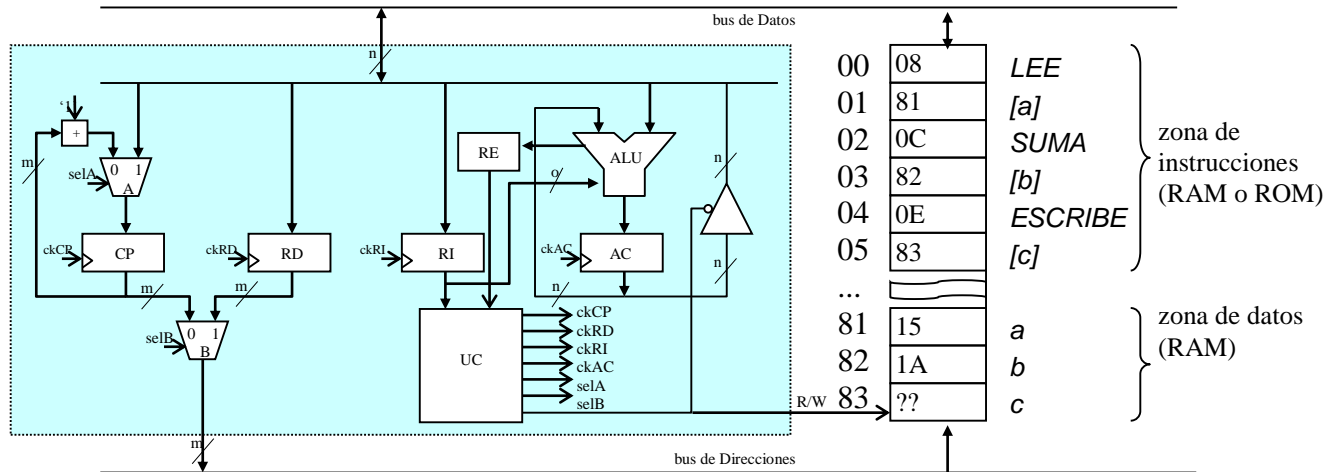 bus de Datos
n
'1
+
m
selA
0 1
A
ckCP
CP
m
ckRD
RD
m
selB
0 1
B
m
ckRI
RI
RE
o
ALU
ckAC
AC
n
n
n
UC
ckCP
ckRD
ckRI
ckAC
selA
selB
R/W
bus de Direcciones
00 08 LEE
01 81 [a]
02 0C SUMA
03 82 [b]
04 0E ESCRIBE
05 83 [c]
...
81 15 a
82 1A b
83 ?? c
zona de
instrucciones
(RAM o ROM)
zona de datos
(RAM)